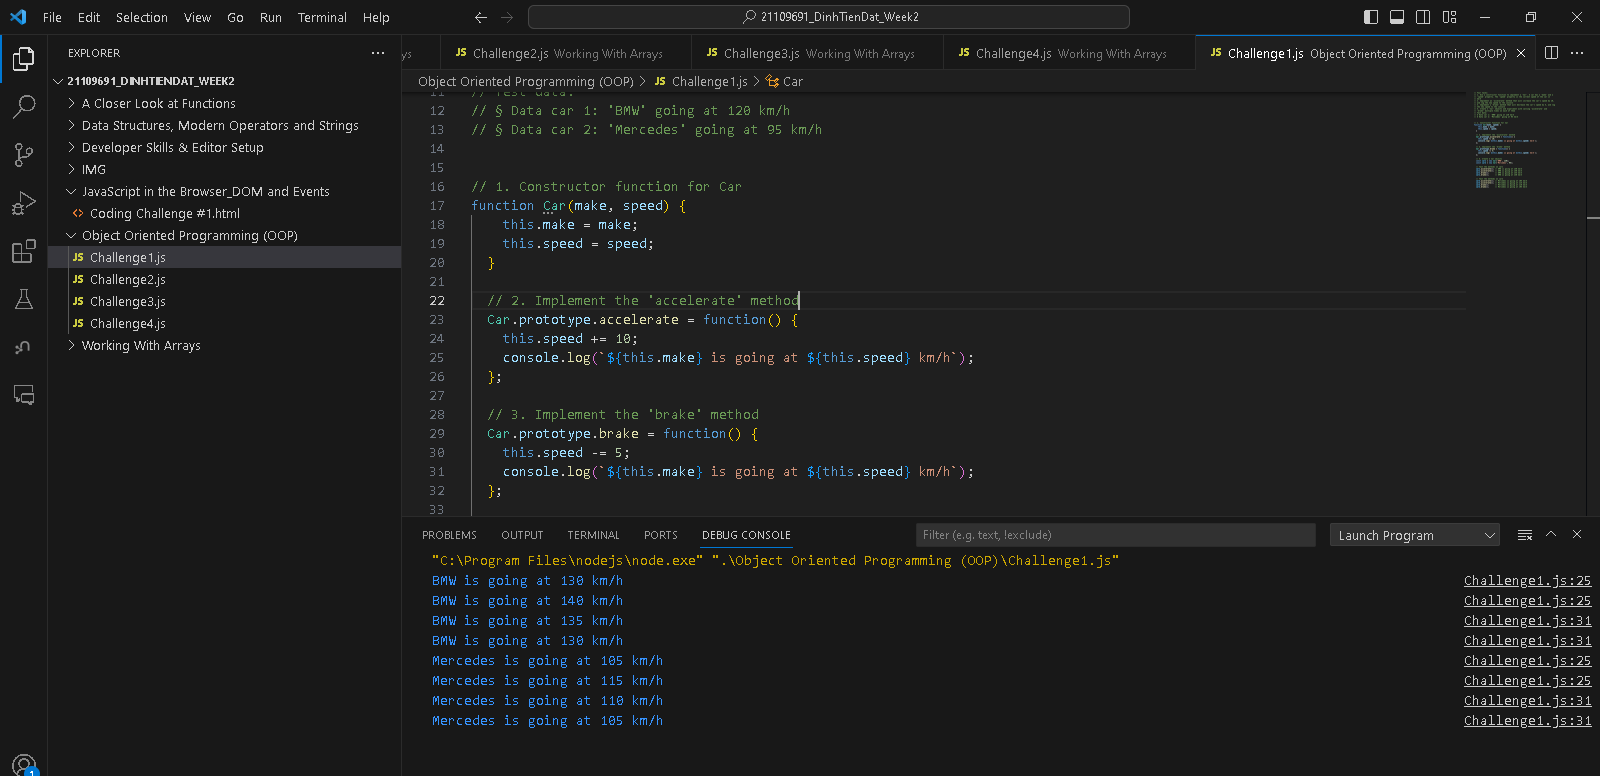 File Edit Selection View Go Run Terminal Help
21109691_DinhTienDat_Week2
EXPLORER
21109691_DINHTIENDAT_WEEK2
A Closer Look at Functions
Data Structures, Modern Operators and Strings
Developer Skills & Editor Setup
IMG
JavaScript in the Browser_DOM and Events
Coding Challenge #1.html
Object Oriented Programming (OOP)
JS Challenge1.js
JS Challenge2.js
JS Challenge3.js
JS Challenge4.js
Working With Arrays
1
ys JS Challenge2.js Working With Arrays JS Challenge3.js Working With Arrays JS Challenge4.js Working With Arrays JS Challenge1.js Object Oriented Programming (OOP)
Object Oriented Programming (OOP) > JS Challenge1.js > Car
11 // Test data:
12 // § Data car 1: 'BMW' going at 120 km/h
13 // § Data car 2: 'Mercedes' going at 95 km/h
14
15
16 // 1. Constructor function for Car
17 function Car(make, speed) {
18 this.make = make;
19 this.speed = speed;
20 }
21
22 // 2. Implement the 'accelerate' method
23 Car.prototype.accelerate = function() {
24 this.speed += 10;
25 console.log(`${this.make} is going at ${this.speed} km/h`);
26 };
27
28 // 3. Implement the 'brake' method
29 Car.prototype.brake = function() {
30 this.speed -= 5;
31 console.log(`${this.make} is going at ${this.speed} km/h`);
32 };
33
PROBLEMS OUTPUT TERMINAL PORTS DEBUG CONSOLE Filter (e.g. text, !exclude) Launch Program
"C:\Program Files\nodejs\node.exe" ".\Object Oriented Programming (OOP)\Challenge1.js"
BMW is going at 130 km/h Challenge1.js:25
BMW is going at 140 km/h Challenge1.js:25
BMW is going at 135 km/h Challenge1.js:31
BMW is going at 130 km/h Challenge1.js:31
Mercedes is going at 105 km/h Challenge1.js:25
Mercedes is going at 115 km/h Challenge1.js:25
Mercedes is going at 110 km/h Challenge1.js:31
Mercedes is going at 105 km/h Challenge1.js:31